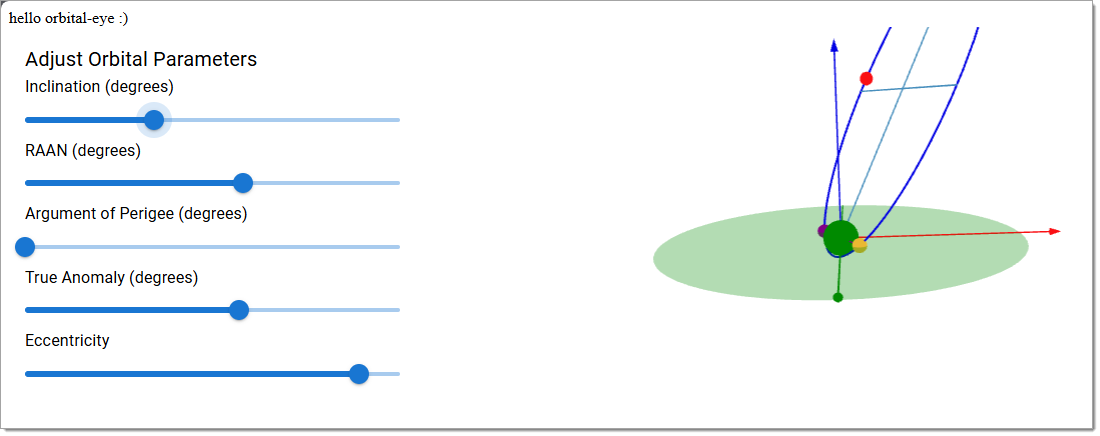 hello orbital-eye :)
Adjust Orbital Parameters
Inclination (degrees)
RAAN (degrees)
Argument of Perigee (degrees)
True Anomaly (degrees)
Eccentricity